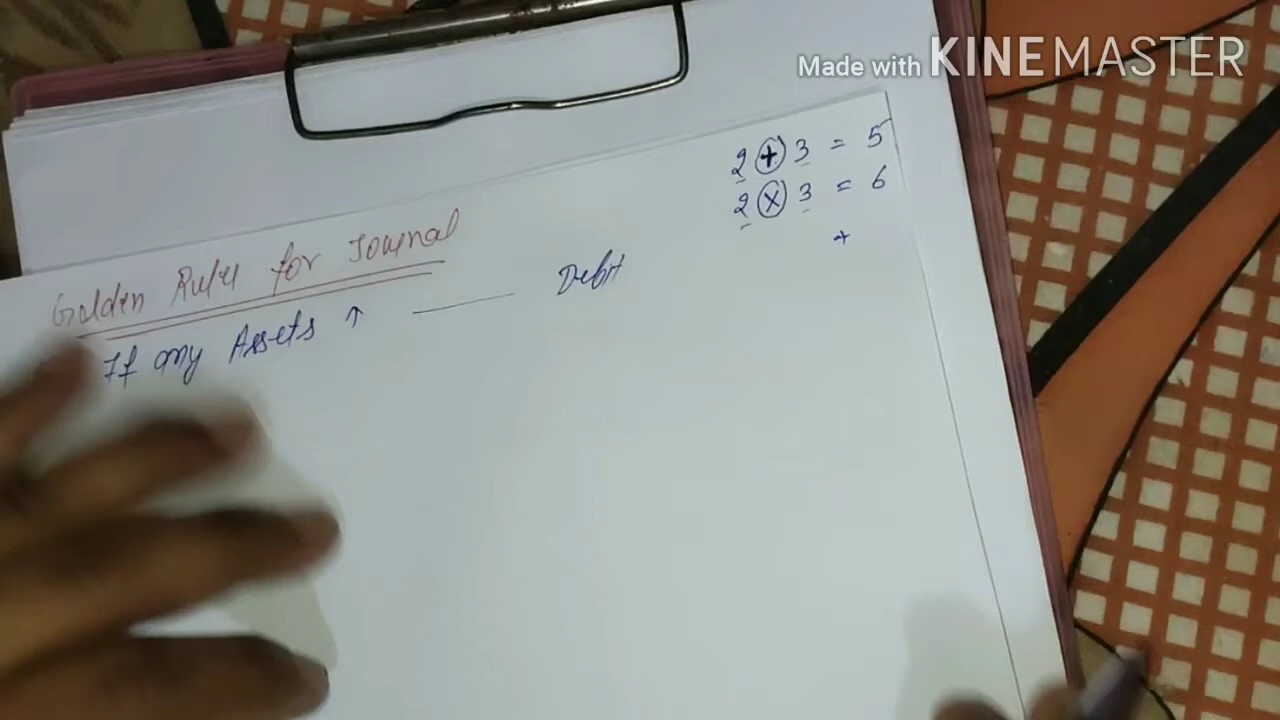 Made with KINEMASTER
2 + 3 = 5
2 × 3 = 6
+
Golden Rules for Journal
If any Assets ↑ —— Debit